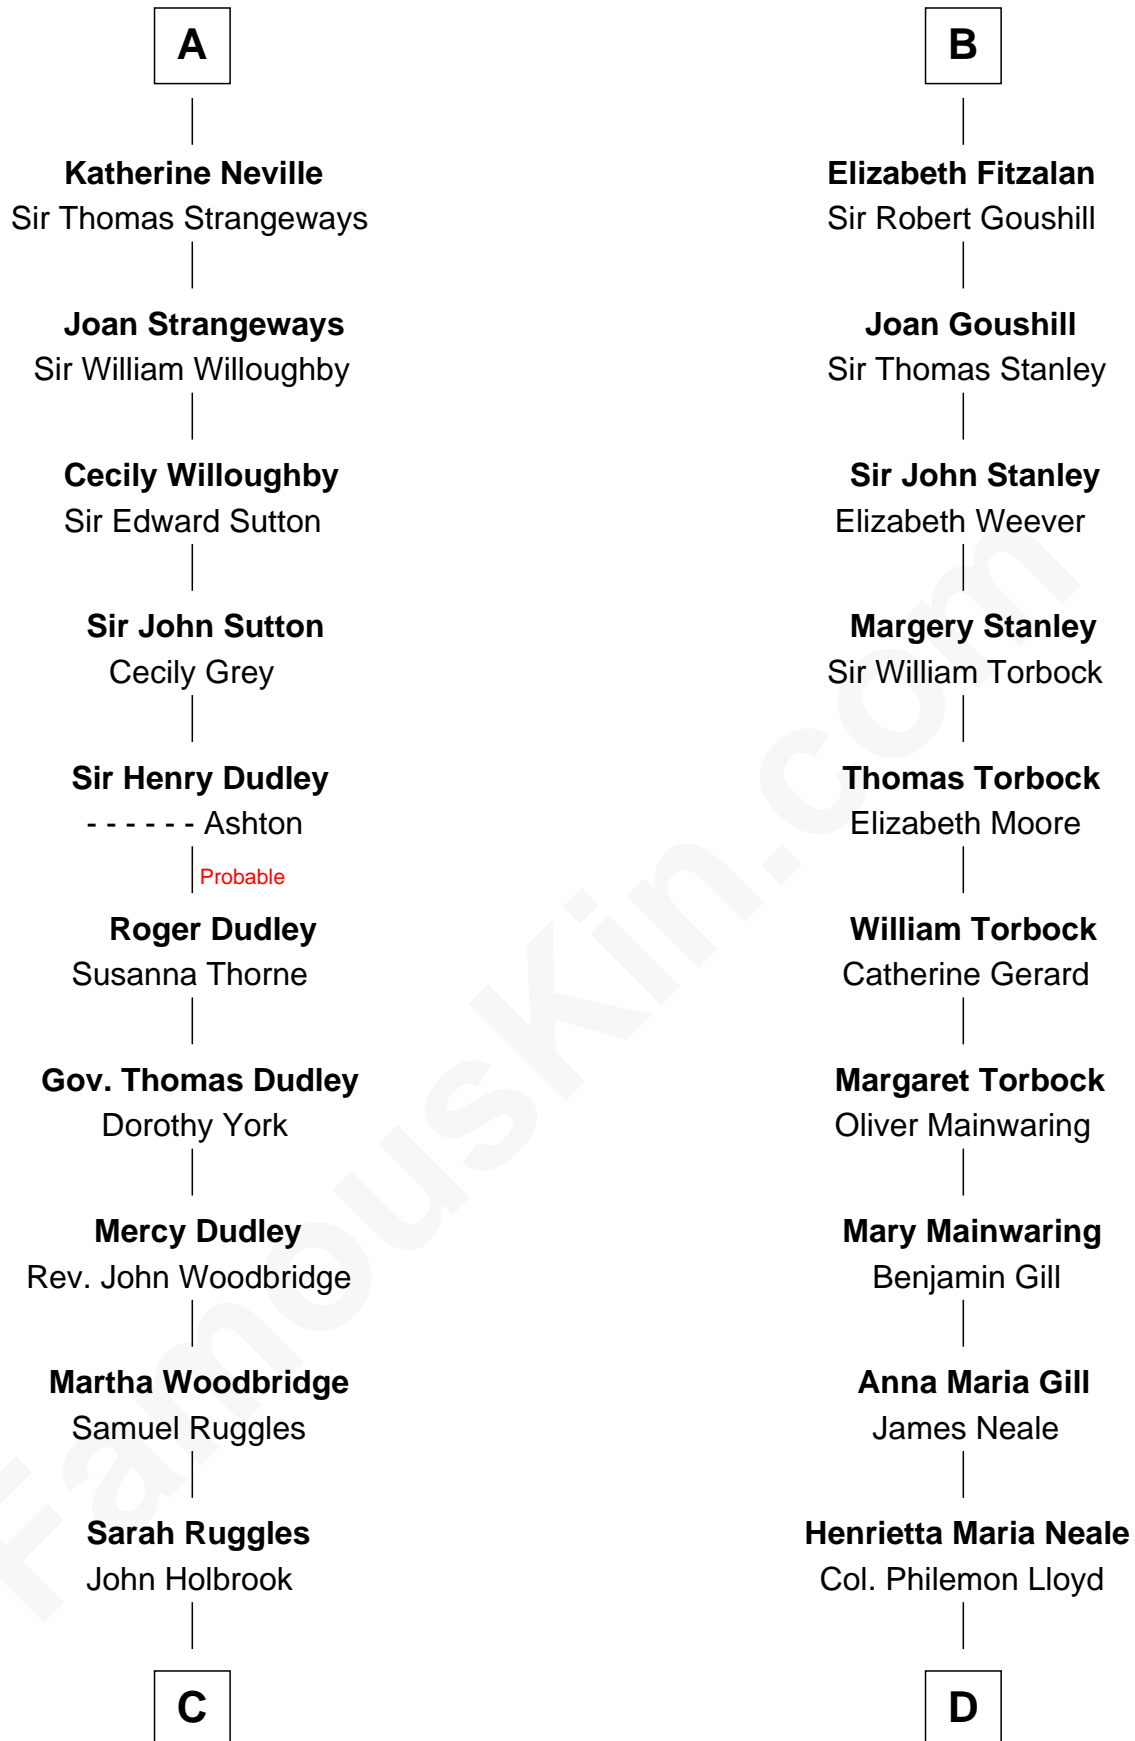 A
Katherine Neville
Sir Thomas Strangeways
Joan Strangeways
Sir William Willoughby
Cecily Willoughby
Sir Edward Sutton
Sir John Sutton
Cecily Grey
Sir Henry Dudley
- - - - - - Ashton
Probable
Roger Dudley
Susanna Thorne
Gov. Thomas Dudley
Dorothy York
Mercy Dudley
Rev. John Woodbridge
Martha Woodbridge
Samuel Ruggles
Sarah Ruggles
John Holbrook
C
B
Elizabeth Fitzalan
Sir Robert Goushill
Joan Goushill
Sir Thomas Stanley
Sir John Stanley
Elizabeth Weever
Margery Stanley
Sir William Torbock
Thomas Torbock
Elizabeth Moore
William Torbock
Catherine Gerard
Margaret Torbock
Oliver Mainwaring
Mary Mainwaring
Benjamin Gill
Anna Maria Gill
James Neale
Henrietta Maria Neale
Col. Philemon Lloyd
D
FamousKin.com